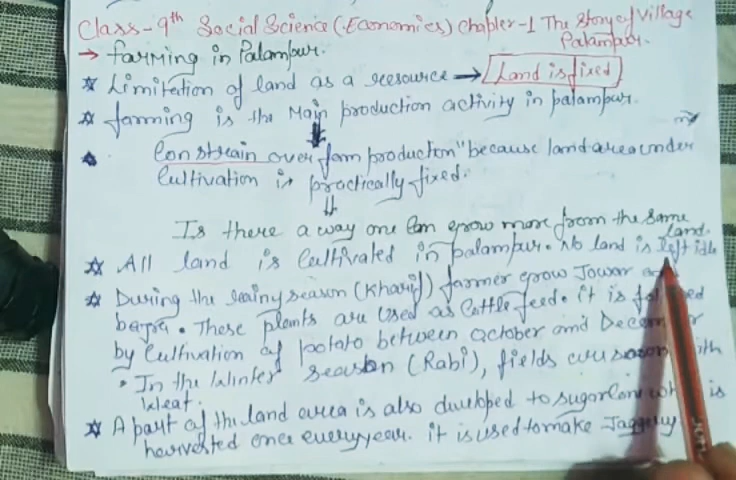 Class-9th Social Science (Economics) Chapter-1 The Story of Village
Palampur.
→ farming in Palampur.
Limitation of land as a resource → Land is fixed
farming is the Main production activity in palampur.
Constrain over farm production" because land area under
Cultivation is practically fixed.
Is there a way one can grow more from the same
land.
All land is Cultivated in palampur. No land is left idle
During the rainy season (Kharif) farmer grow Jowar
bajra. These plants are used as Cattle feed. it is
by Cultivation of potato between October and
In the Winter season (Rabi), fields are
Wheat.
A part of the land area is also devoted to sugarcane is
harvested once every year. it is used to make Jaggery